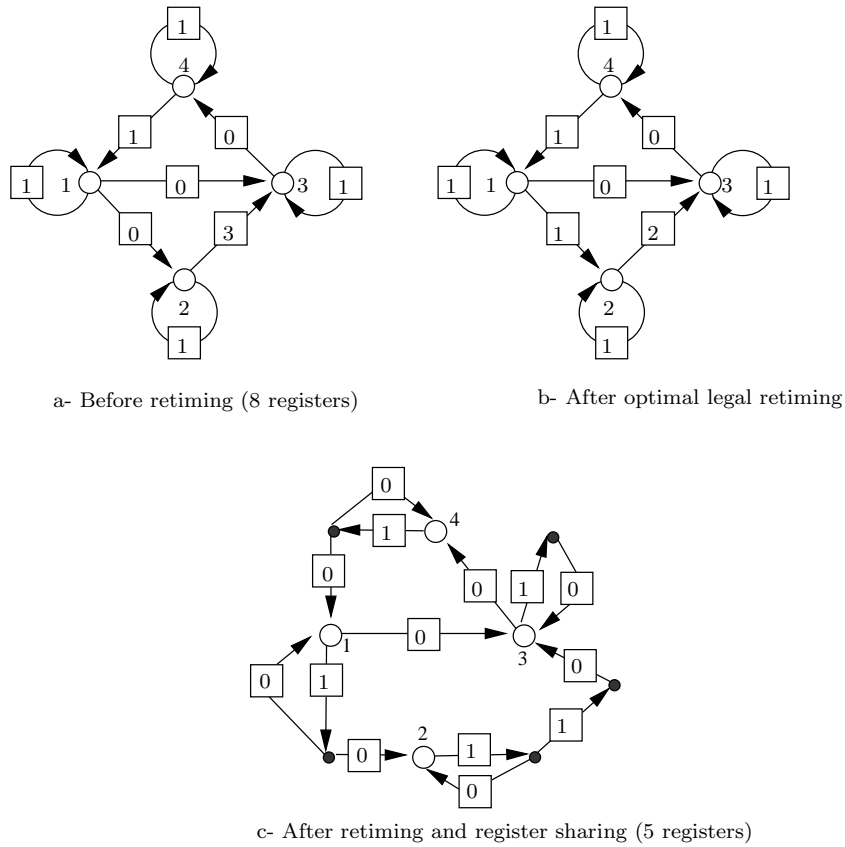 1
4
1 0
1 1 0 3 1
0 3
2
1
1
4
1 0
1 1 0 3 1
1 2
2
1
a- Before retiming (8 registers)
b- After optimal legal retiming
0
4
1
0 0 1 0
1 0 3
0 1 0
2 1
0 1
0
c- After retiming and register sharing (5 registers)